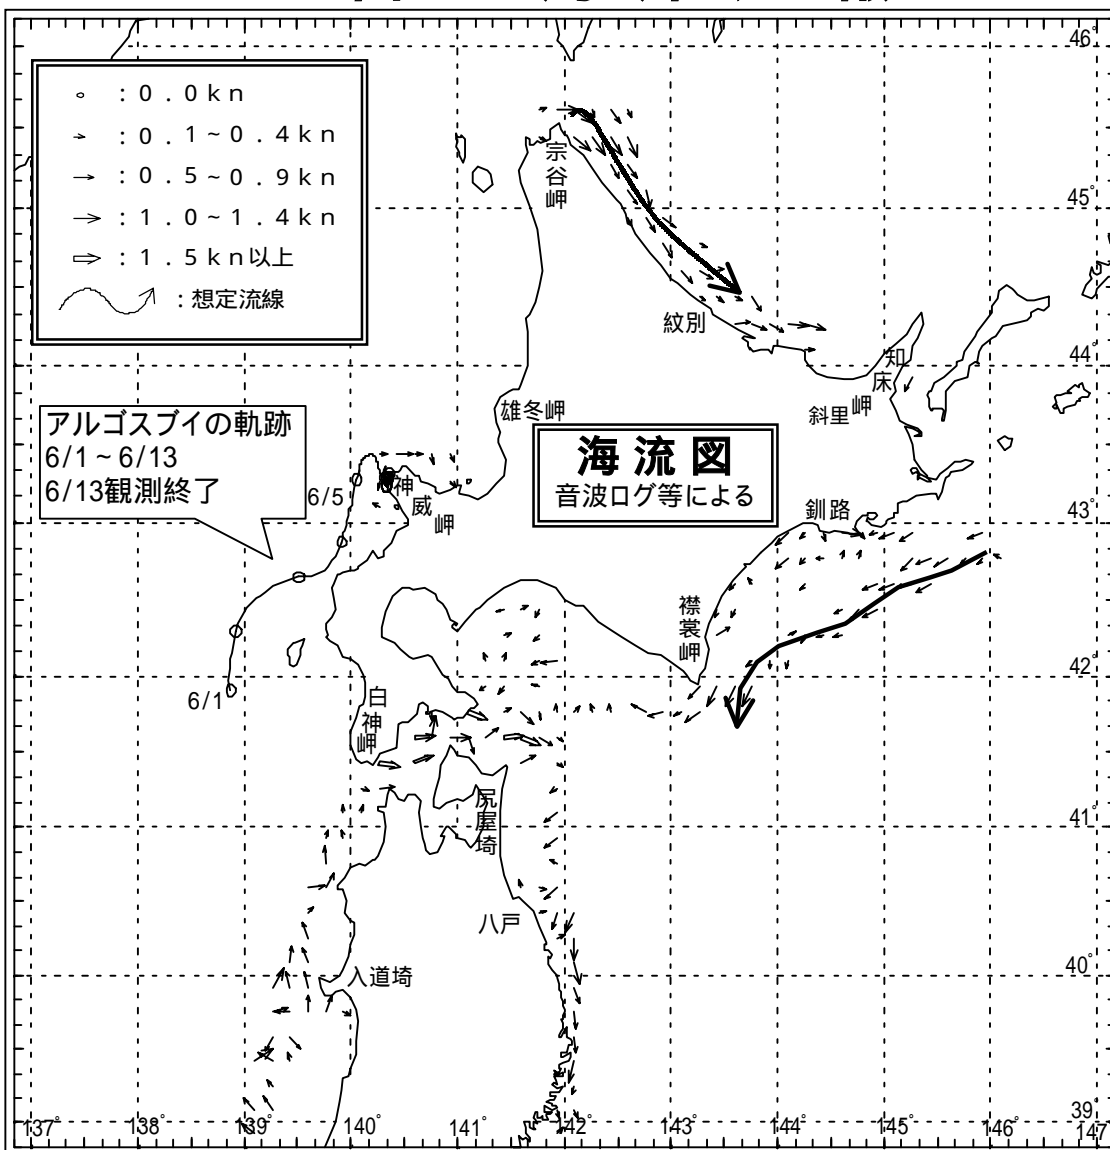 46°
：０．０ｋｎ
：０．１～０．４ｋｎ
：０．５～０．９ｋｎ
：１．０～１．４ｋｎ
：１．５ｋｎ以上
：想定流線
宗谷岬
45°
紋別
44°
知床岬
斜里
雄冬岬
アルゴスブイの軌跡
6/1～6/13
6/13観測終了
海流図
音波ログ等による
6/5
神威岬
43°
釧路
襟裳岬
42°
6/1
白神岬
尻屋埼
41°
八戸
入道埼
40°
39°
137°
138°
139°
140°
141°
142°
143°
144°
145°
146°
147°